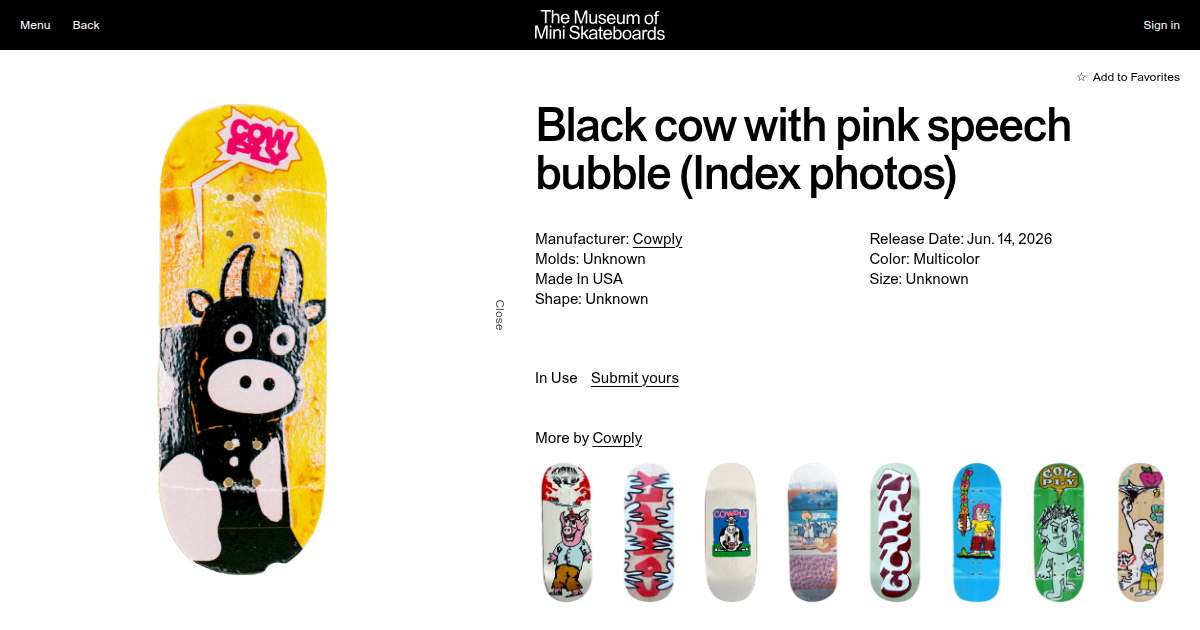 Menu
Back
The Museum of
Mini Skateboards
Sign in
☆ Add to Favorites
COW
PLY
Black cow with pink speech
bubble (Index photos)
Manufacturer: Cowply
Molds: Unknown
Made In USA
Shape: Unknown
Release Date: Jun. 14, 2026
Color: Multicolor
Size: Unknown
Close
In Use
Submit yours
More by Cowply
COWPLY
COW
PLY